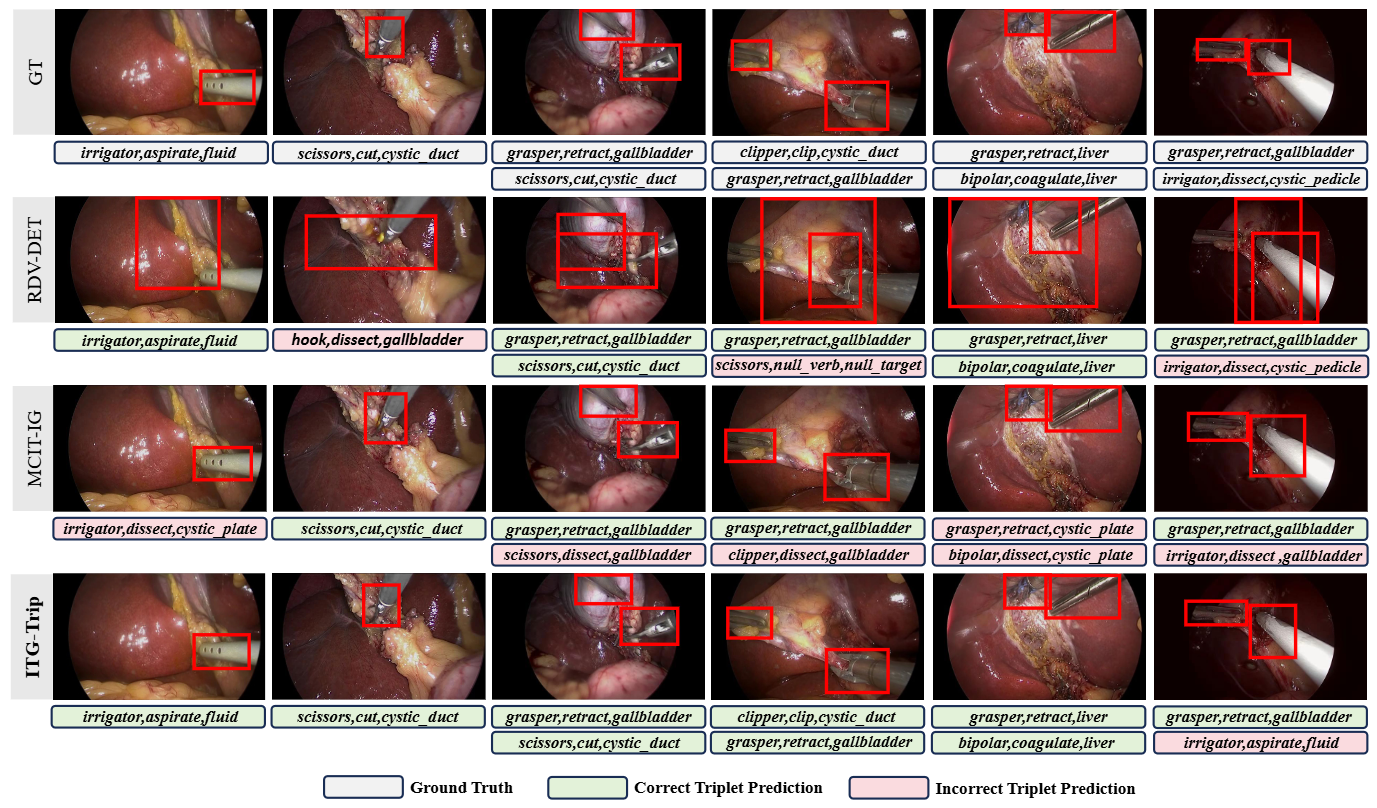 GT
irrigator,aspirate,fluid
scissors,cut,cystic_duct
grasper,retract,gallbladder
clipper,clip,cystic_duct
grasper,retract,liver
grasper,retract,gallbladder
scissors,cut,cystic_duct
grasper,retract,gallbladder
bipolar,coagulate,liver
irrigator,dissect,cystic_pedicle
RDV-DET
irrigator,aspirate,fluid
hook,dissect,gallbladder
grasper,retract,gallbladder
grasper,retract,gallbladder
grasper,retract,liver
grasper,retract,gallbladder
scissors,cut,cystic_duct
scissors,null_verb,null_target
bipolar,coagulate,liver
irrigator,dissect,cystic_pedicle
MCIT-IG
irrigator,dissect,cystic_plate
scissors,cut,cystic_duct
grasper,retract,gallbladder
grasper,retract,gallbladder
grasper,retract,cystic_plate
grasper,retract,gallbladder
scissors,dissect,gallbladder
clipper,dissect,gallbladder
bipolar,dissect,cystic_plate
irrigator,dissect ,gallbladder
ITG-Trip
irrigator,aspirate,fluid
scissors,cut,cystic_duct
grasper,retract,gallbladder
clipper,clip,cystic_duct
grasper,retract,liver
grasper,retract,gallbladder
scissors,cut,cystic_duct
grasper,retract,gallbladder
bipolar,coagulate,liver
irrigator,aspirate,fluid
Ground Truth
Correct Triplet Prediction
Incorrect Triplet Prediction